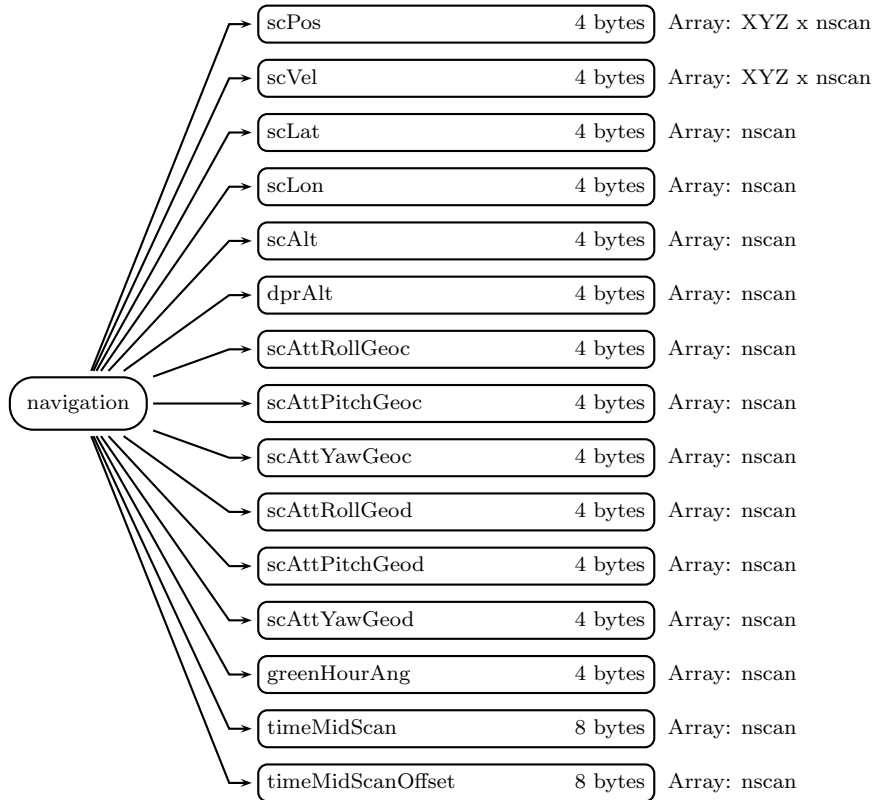 scPos 4 bytes Array: XYZ x nscan
scVel 4 bytes Array: XYZ x nscan
scLat 4 bytes Array: nscan
scLon 4 bytes Array: nscan
scAlt 4 bytes Array: nscan
dprAlt 4 bytes Array: nscan
scAttRollGeoc 4 bytes Array: nscan
navigation scAttPitchGeoc 4 bytes Array: nscan
scAttYawGeoc 4 bytes Array: nscan
scAttRollGeod 4 bytes Array: nscan
scAttPitchGeod 4 bytes Array: nscan
scAttYawGeod 4 bytes Array: nscan
greenHourAng 4 bytes Array: nscan
timeMidScan 8 bytes Array: nscan
timeMidScanOffset 8 bytes Array: nscan